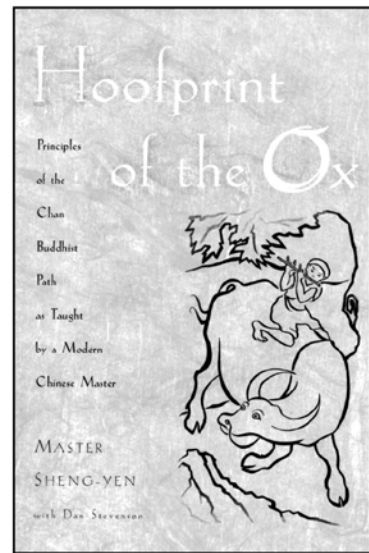 Hoofprint
of the Ox
Principles
of the
Chan
Buddhist
Path
as Taught
by a Modern
Chinese Master
MASTER
SHENG-YEN
with Dan Stevenson